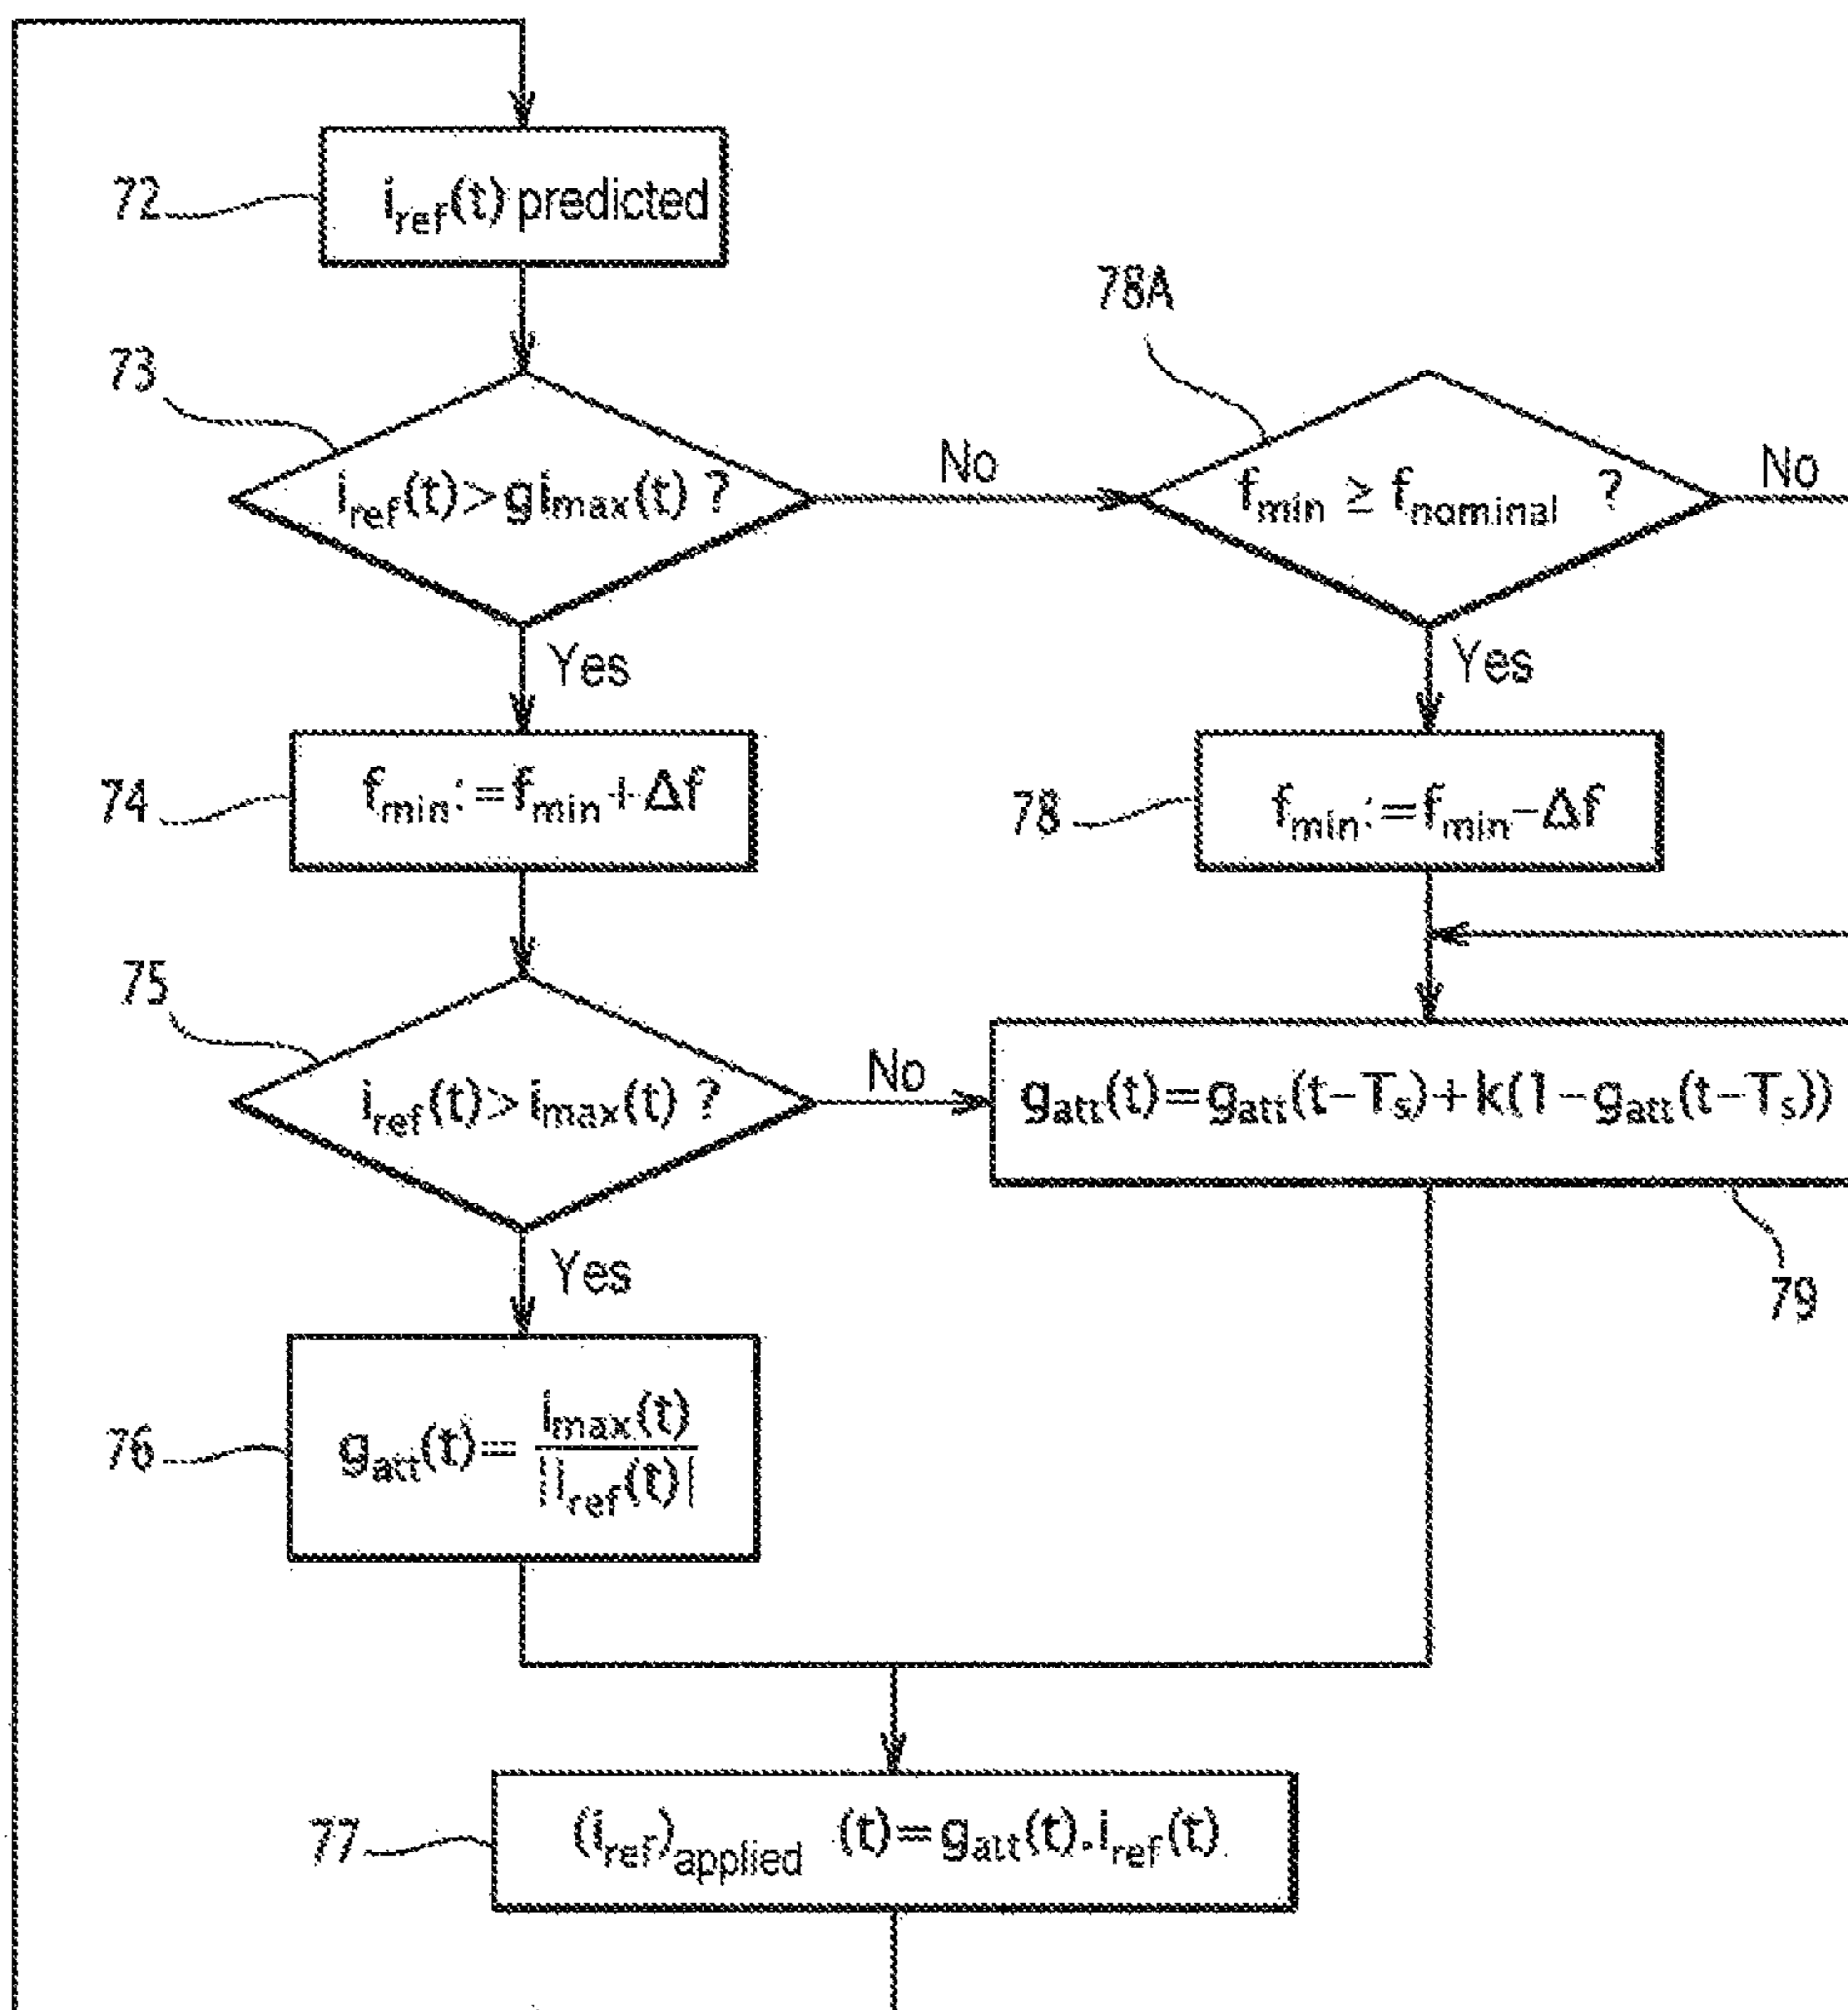 72
i_ref(t) predicted
78A
73
i_ref(t)>gi_max(t) ?
No
f_min ≥ f_nominal ?
No
Yes
Yes
74
f_min:=f_min+Δf
78
f_min:=f_min-Δf
75
i_ref(t)>i_max(t) ?
No
g_att(t)=g_att(t-T_s)+k(1-g_att(t-T_s))
Yes
79
76
g_att(t)= i_max(t)
|i_ref(t)|
77
(i_ref)_applied (t)=g_att(t).i_ref(t)